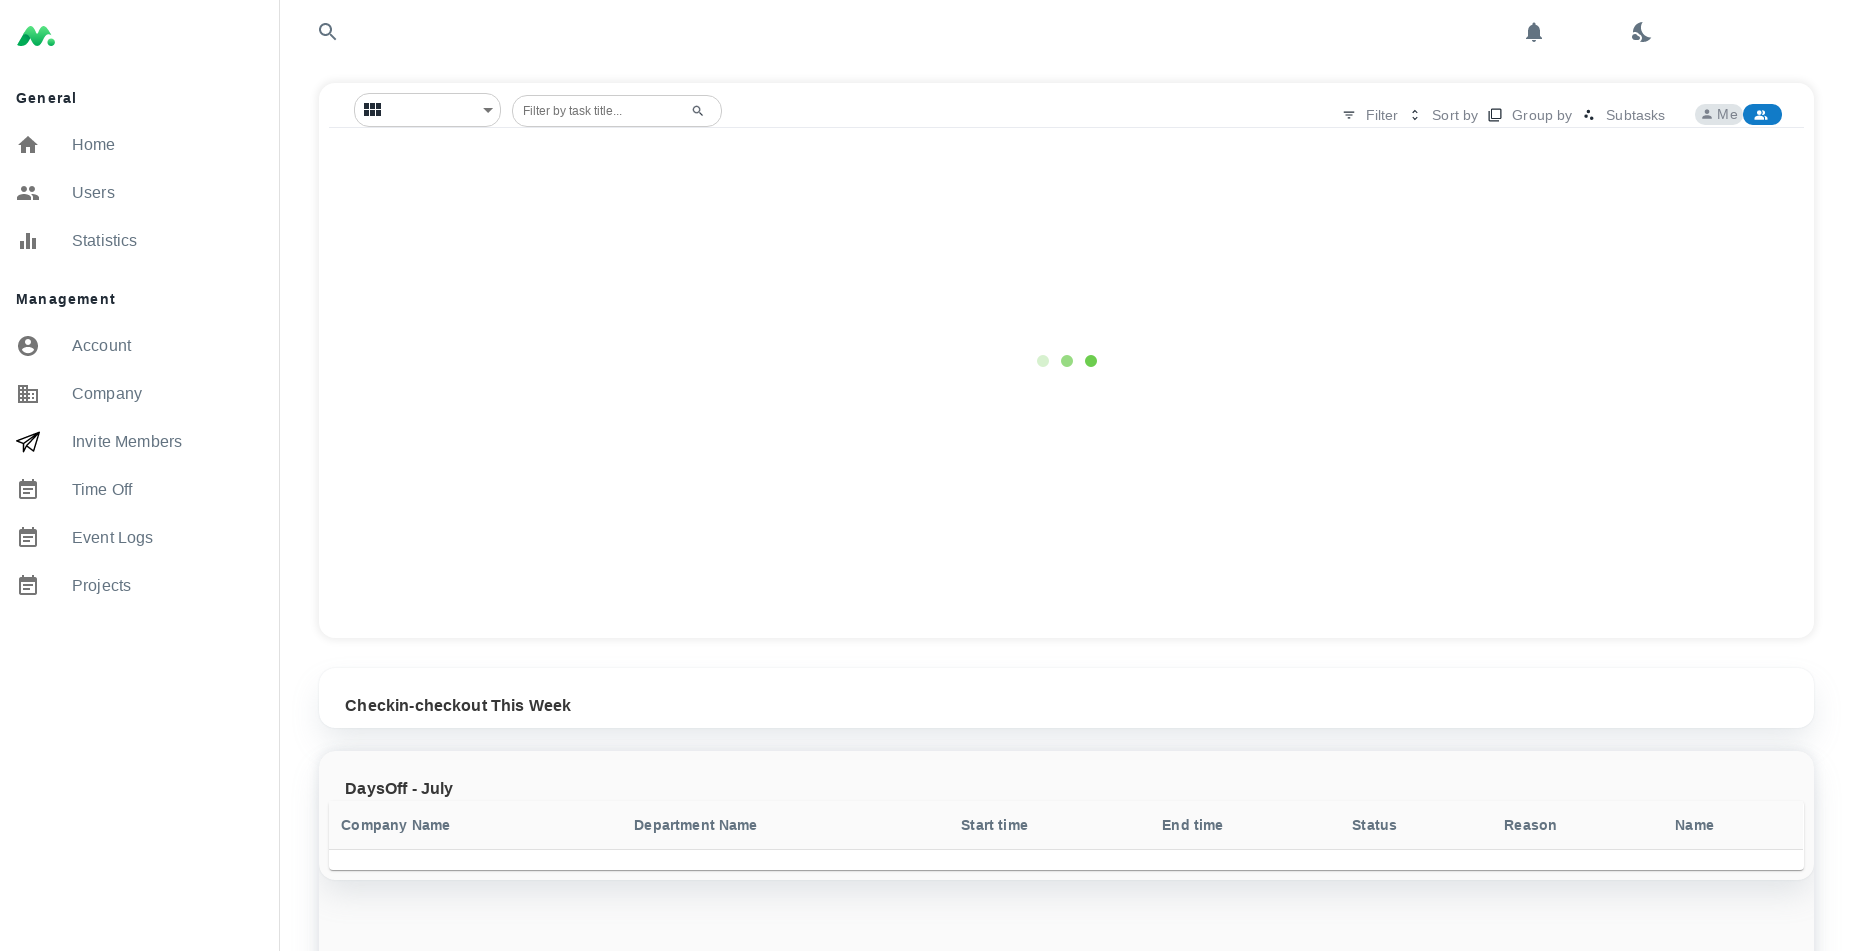 General
Home
Users
Statistics
Management
Account
Company
Invite Members
Time Off
Event Logs
Projects
Filter by task title...
Filter Sort by Group by Subtasks Me
Checkin-checkout This Week
DaysOff - July
Company Name Department Name Start time End time Status Reason Name